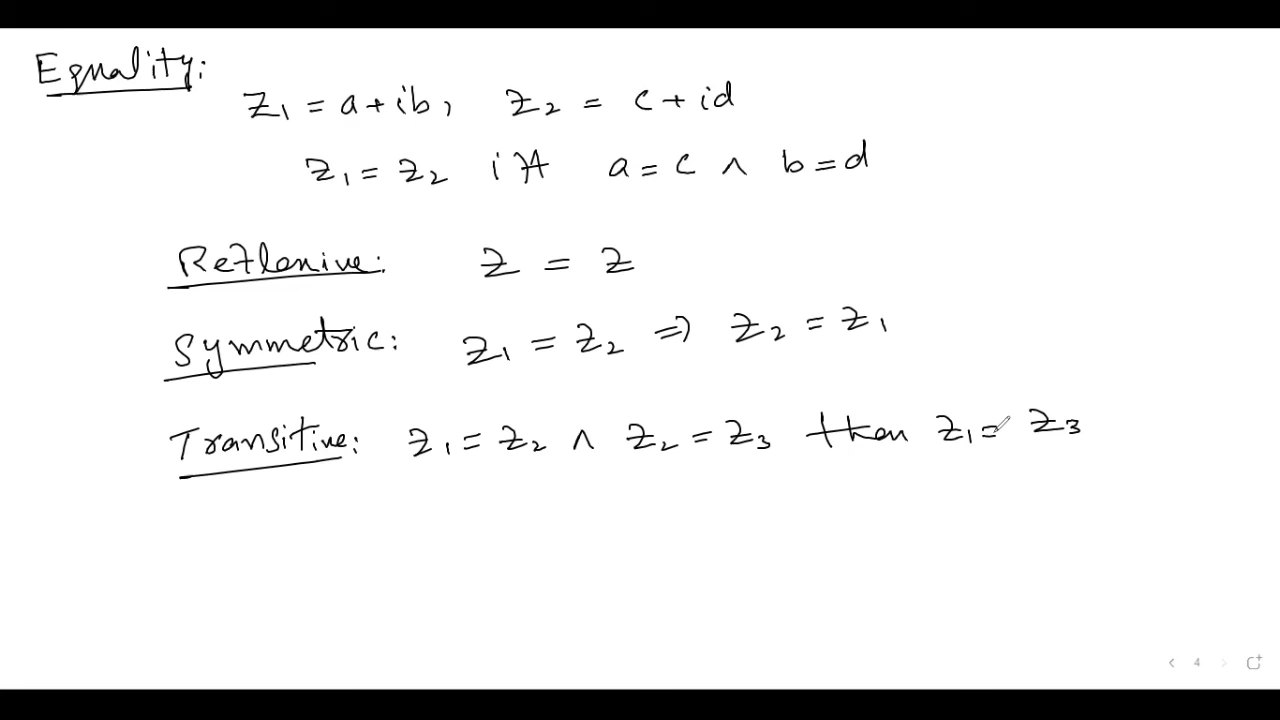 Equality:
z₁ = a + ib, z₂ = c + id
z₁ = z₂ iff a = c ∧ b = d
Reflexive: z = z
Symmetric: z₁ = z₂ ⇒ z₂ = z₁
Transitive: z₁ = z₂ ∧ z₂ = z₃ then z₁ = z₃
4